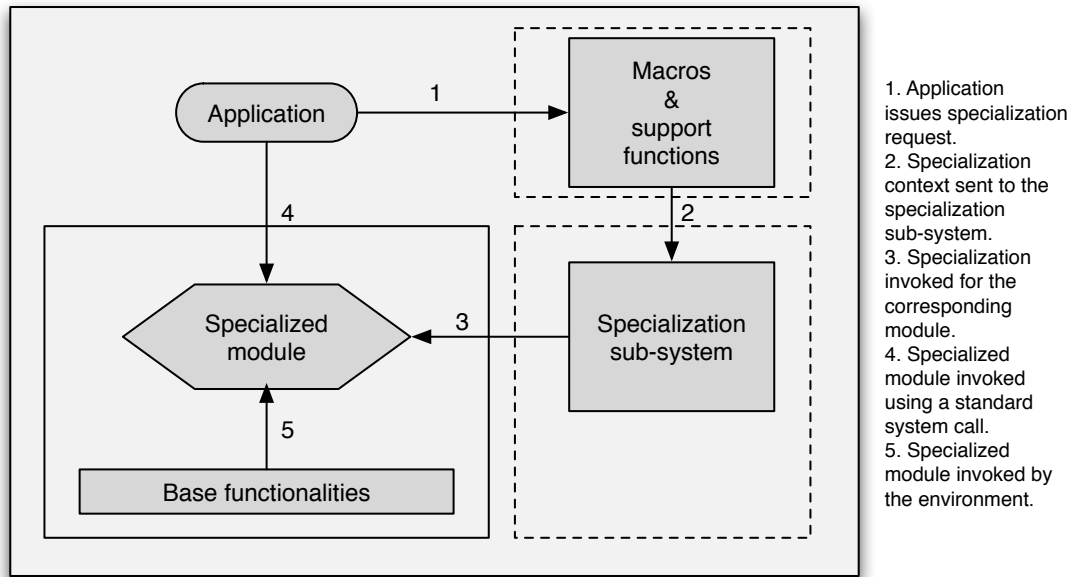 Application
1
Macros
&
support
functions
2
4
Specialized
module
3
Specialization
sub-system
5
Base functionalities
1. Application
issues specialization
request.
2. Specialization
context sent to the
specialization
sub-system.
3. Specialization
invoked for the
corresponding
module.
4. Specialized
module invoked
using a standard
system call.
5. Specialized
module invoked by
the environment.